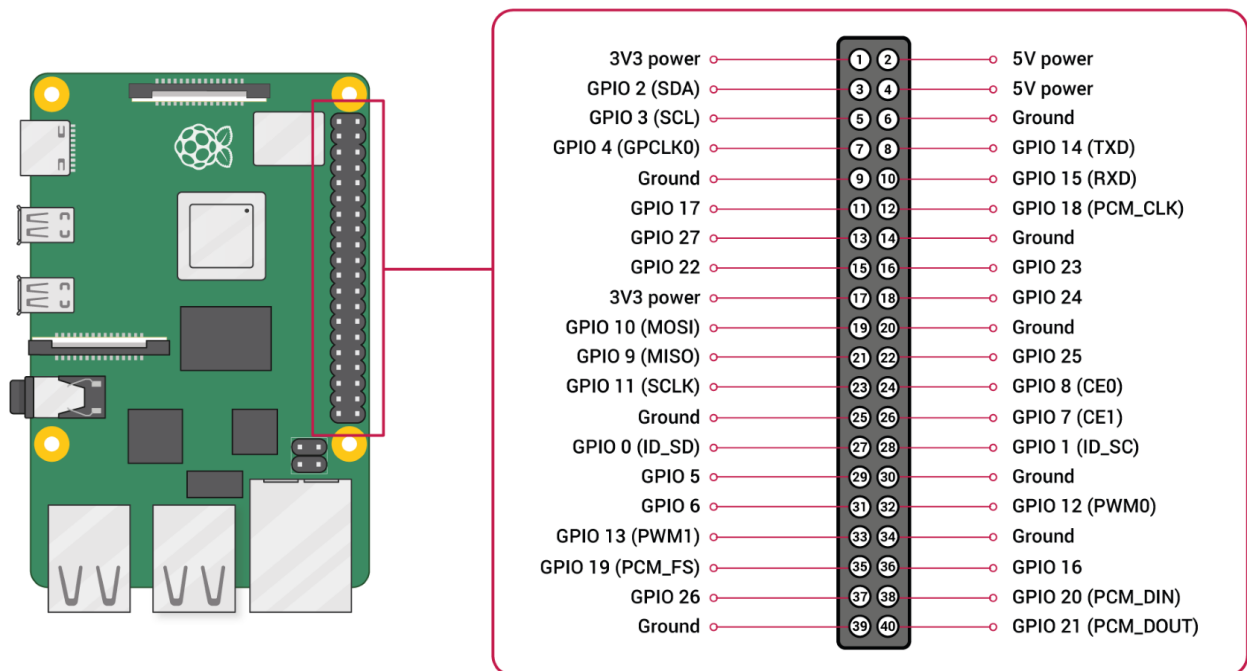 3V3 power 1 2 5V power
GPIO 2 (SDA) 3 4 5V power
GPIO 3 (SCL) 5 6 Ground
GPIO 4 (GPCLK0) 7 8 GPIO 14 (TXD)
Ground 9 10 GPIO 15 (RXD)
GPIO 17 11 12 GPIO 18 (PCM_CLK)
GPIO 27 13 14 Ground
GPIO 22 15 16 GPIO 23
3V3 power 17 18 GPIO 24
GPIO 10 (MOSI) 19 20 Ground
GPIO 9 (MISO) 21 22 GPIO 25
GPIO 11 (SCLK) 23 24 GPIO 8 (CE0)
Ground 25 26 GPIO 7 (CE1)
GPIO 0 (ID_SD) 27 28 GPIO 1 (ID_SC)
GPIO 5 29 30 Ground
GPIO 6 31 32 GPIO 12 (PWM0)
GPIO 13 (PWM1) 33 34 Ground
GPIO 19 (PCM_FS) 35 36 GPIO 16
GPIO 26 37 38 GPIO 20 (PCM_DIN)
Ground 39 40 GPIO 21 (PCM_DOUT)